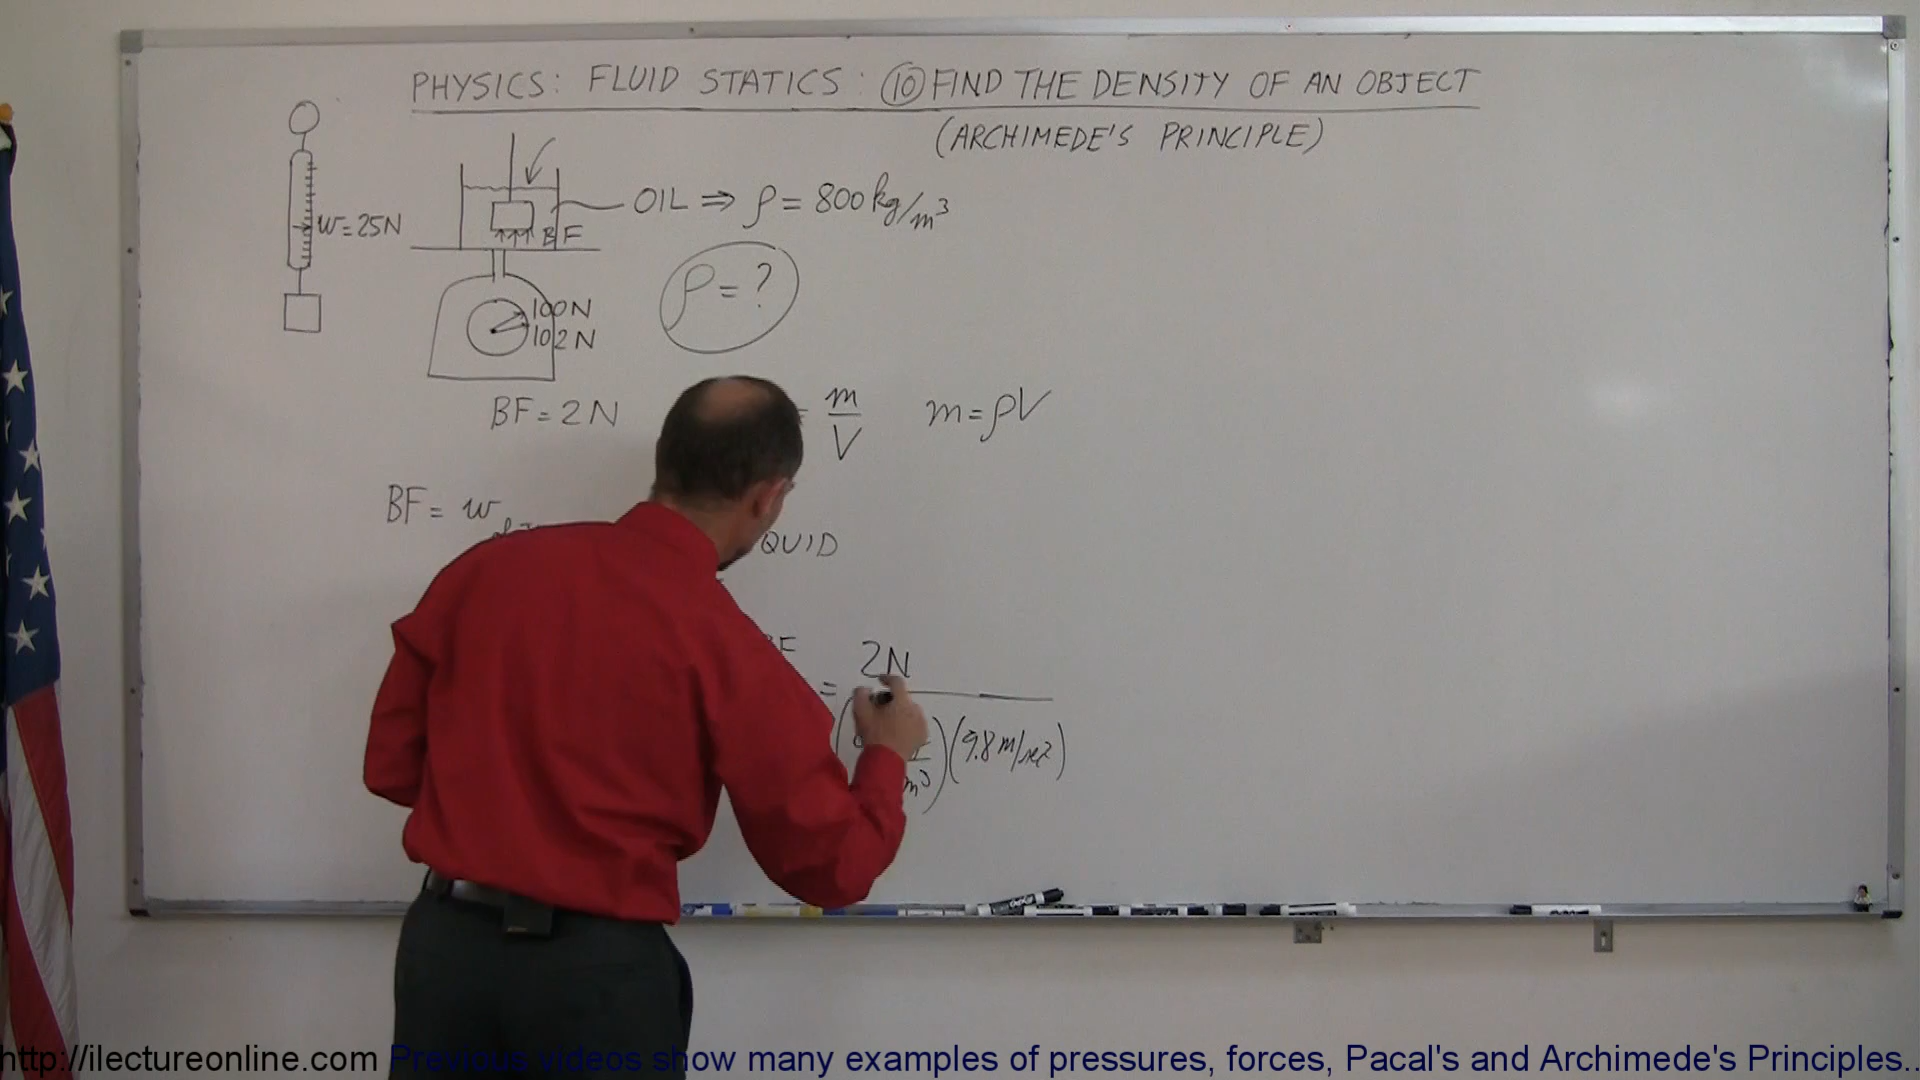 PHYSICS: FLUID STATICS: ⑩ FIND THE DENSITY OF AN OBJECT
(ARCHIMEDE'S PRINCIPLE)
OIL ⇒ ρ = 800 kg/m³
W = 25N
BF
ρ = ?
100N
102N
BF = 2N
= m/V m = ρV
BF = w
QUID
BF
= 2N
m³ ) (9.8 m/sec²)
http://ilectureonline.com Previous videos show many examples of pressures, forces, Pacal's and Archimede's Principles..